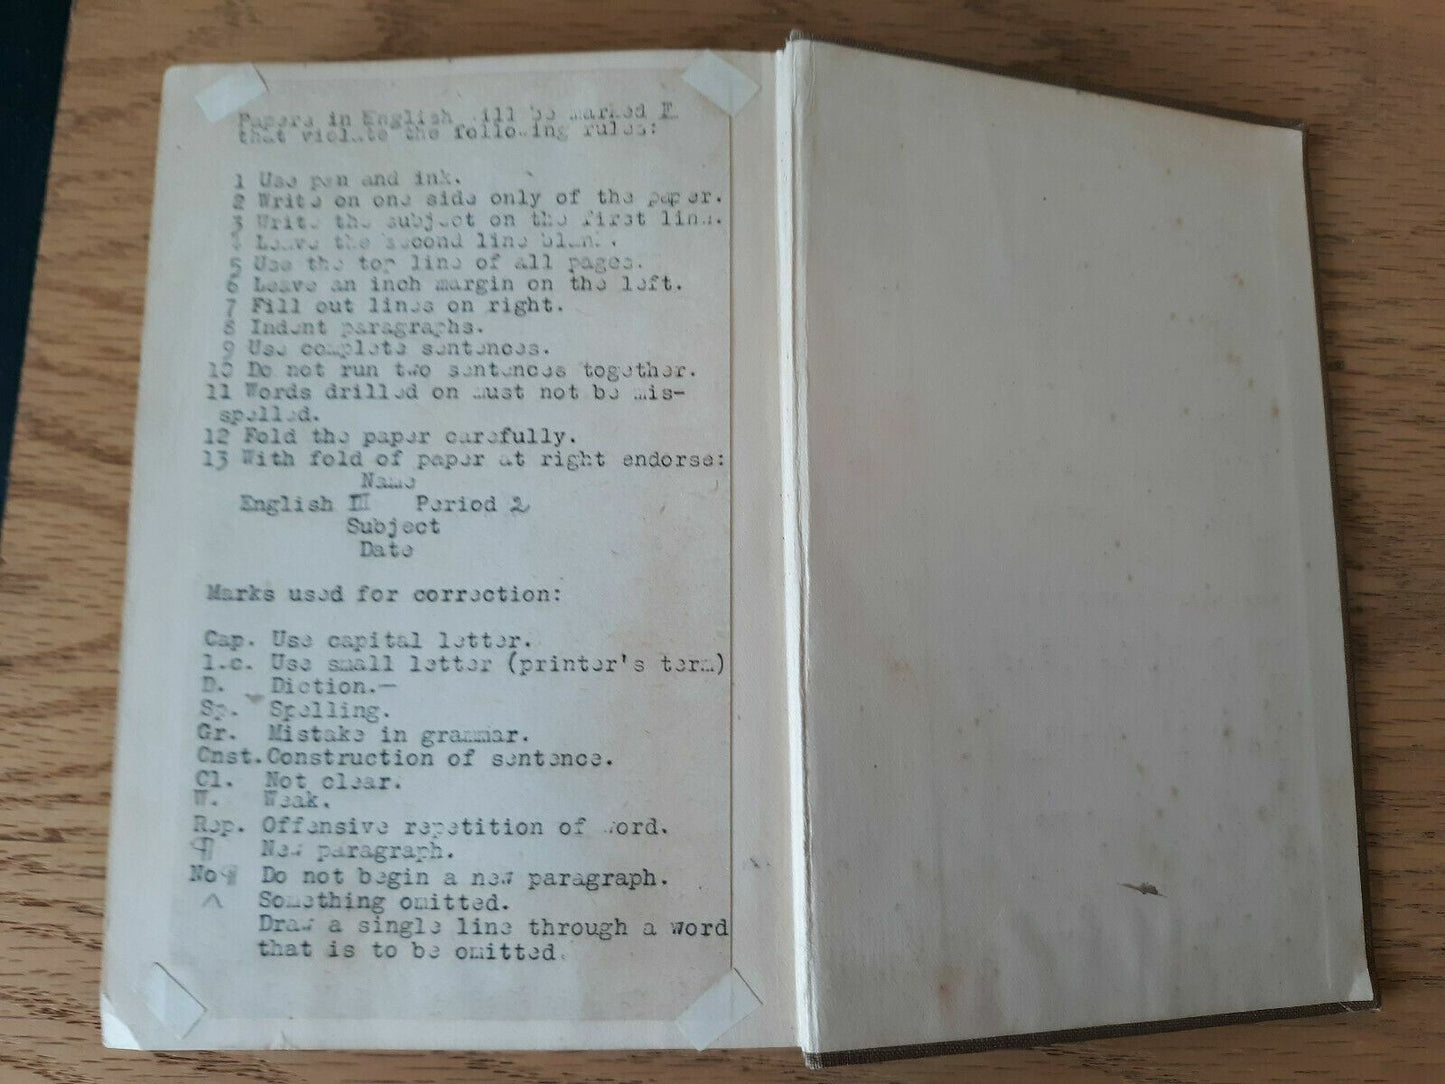 Papers in English will be marked F
that violate the following rules:
1 Use pen and ink.
2 Write on one side only of the paper.
3 Write the subject on the first line.
4 Leave the second line blank.
5 Use the top line of all pages.
6 Leave an inch margin on the left.
7 Fill out lines on right.
8 Indent paragraphs.
9 Use complete sentences.
10 Do not run two sentences together.
11 Words drilled on must not be mis-
spelled.
12 Fold the paper carefully.
13 With fold of paper at right endorse:
Name
English III Period 2
Subject
Date
Marks used for correction:
Cap. Use capital letter.
l.c. Use small letter (printer's term)
D. Diction.—
Sp. Spelling.
Gr. Mistake in grammar.
Cnst. Construction of sentence.
Cl. Not clear.
W. Weak.
Rep. Offensive repetition of word.
¶ New paragraph.
No ¶ Do not begin a new paragraph.
^ Something omitted.
Draw a single line through a word
that is to be omitted.